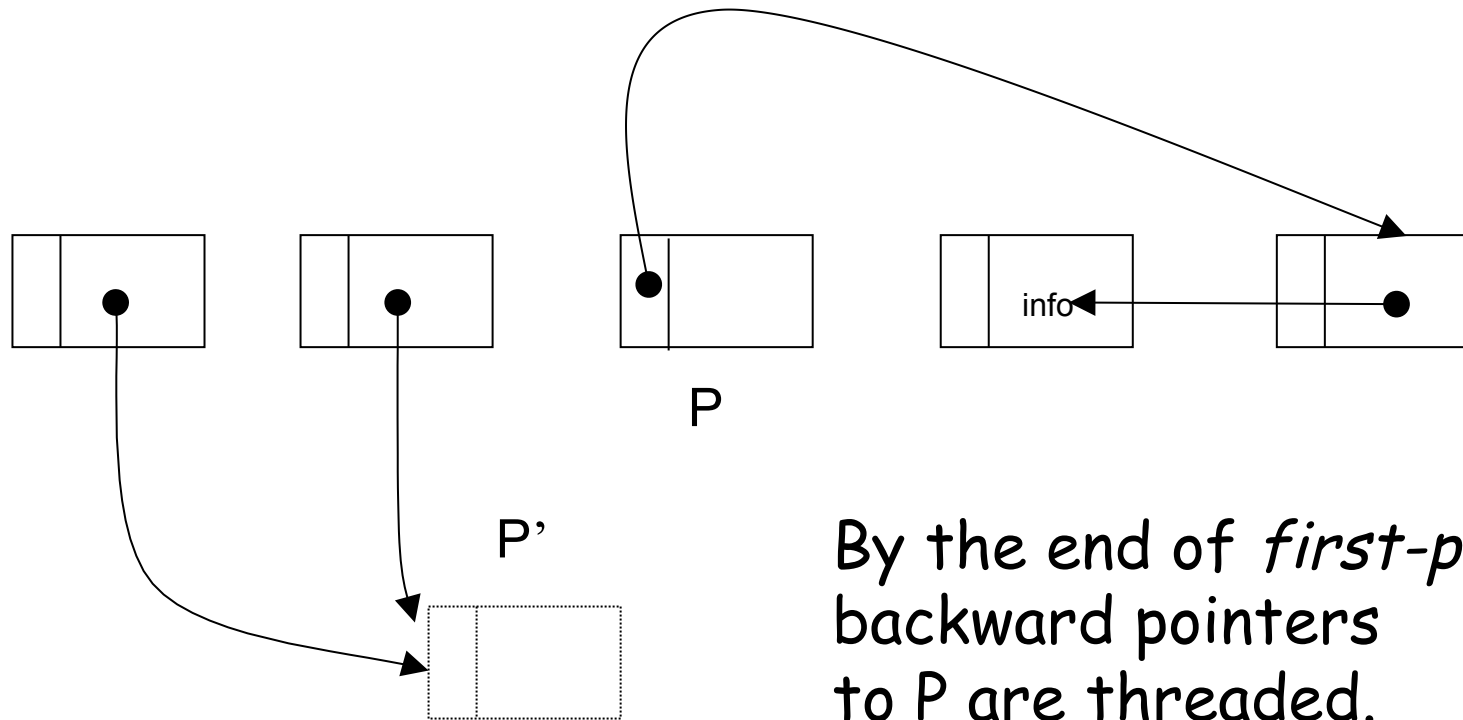 info
P
P’
By the end of first-p
backward pointers
to P are threaded.